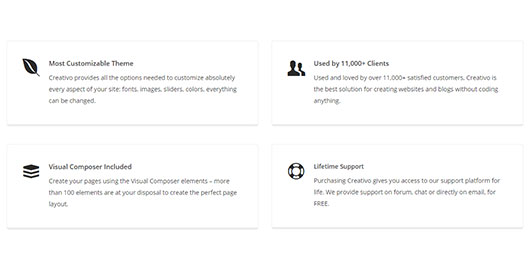 Most Customizable Theme
Creativo provides all the options needed to customize absolutely
every aspect of your site: fonts, images, sliders, colors, everything
can be changed.
Used by 11,000+ Clients
Used and loved by over 11,000+ satisfied customers. Creativo is
the best solution for creating websites and blogs without coding
anything.
Visual Composer Included
Create your pages using the Visual Composer elements – more
than 100 elements are at your disposal to create the perfect page
layout.
Lifetime Support
Purchasing Creativo gives you access to our support platform for
life. We provide support on forum, chat or directly on email, for
FREE.